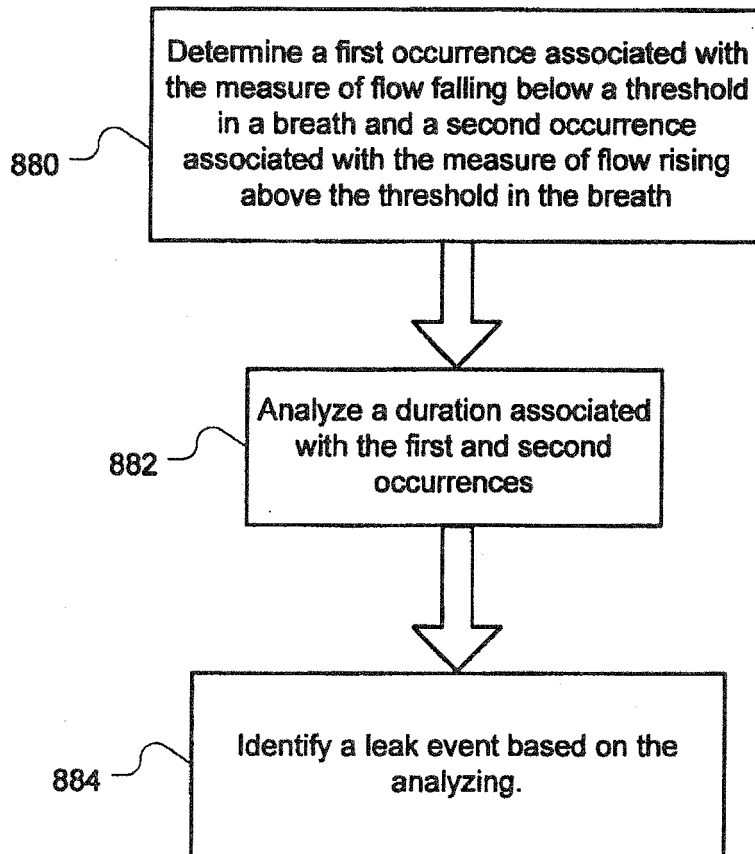 Determine a first occurrence associated with
the measure of flow falling below a threshold
in a breath and a second occurrence
associated with the measure of flow rising
above the threshold in the breath
880
Analyze a duration associated
with the first and second
occurrences
882
Identify a leak event based on the
analyzing.
884